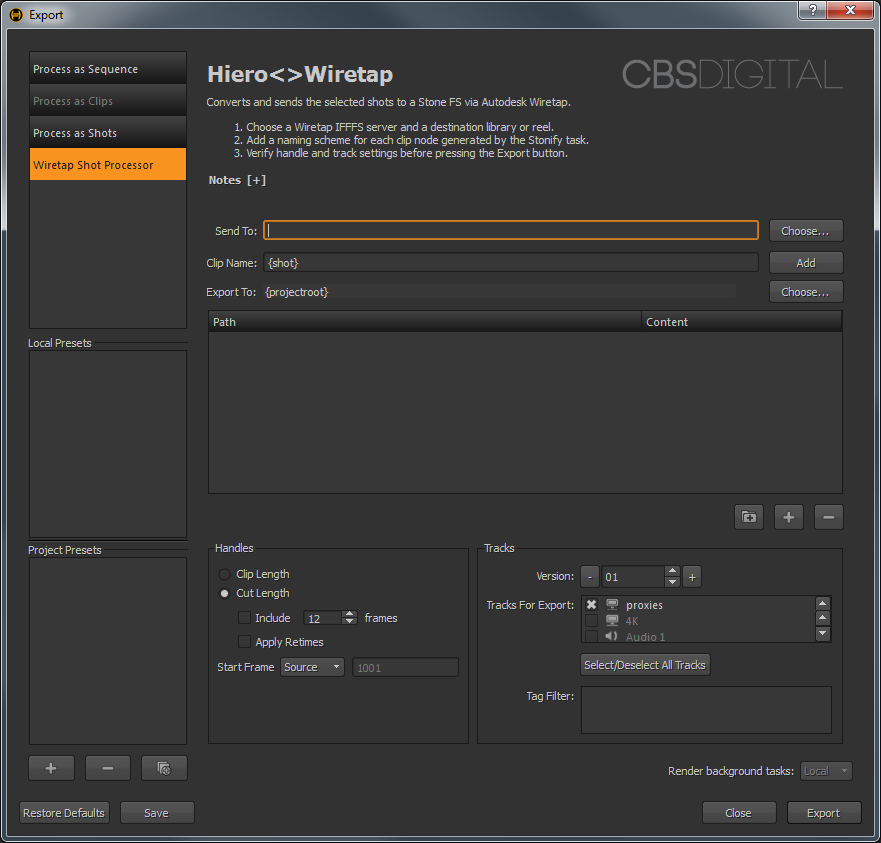 Export
?
Process as Sequence
Process as Clips
Process as Shots
Wiretap Shot Processor
Hiero<>Wiretap
CBSDIGITAL
Converts and sends the selected shots to a Stone FS via Autodesk Wiretap.
1. Choose a Wiretap IFFFS server and a destination library or reel.
2. Add a naming scheme for each clip node generated by the Stonify task.
3. Verify handle and track settings before pressing the Export button.
Notes [+]
Send To:
Choose...
Clip Name: {shot}
Add
Export To: {projectroot}
Choose...
Path Content
Local Presets
Project Presets
Handles
Clip Length
Cut Length
Include 12 frames
Apply Retimes
Start Frame Source 1001
Tracks
Version: - 01 +
Tracks For Export: proxies
4K
Audio 1
Select/Deselect All Tracks
Tag Filter:
Render background tasks: Local
Restore Defaults Save Close Export